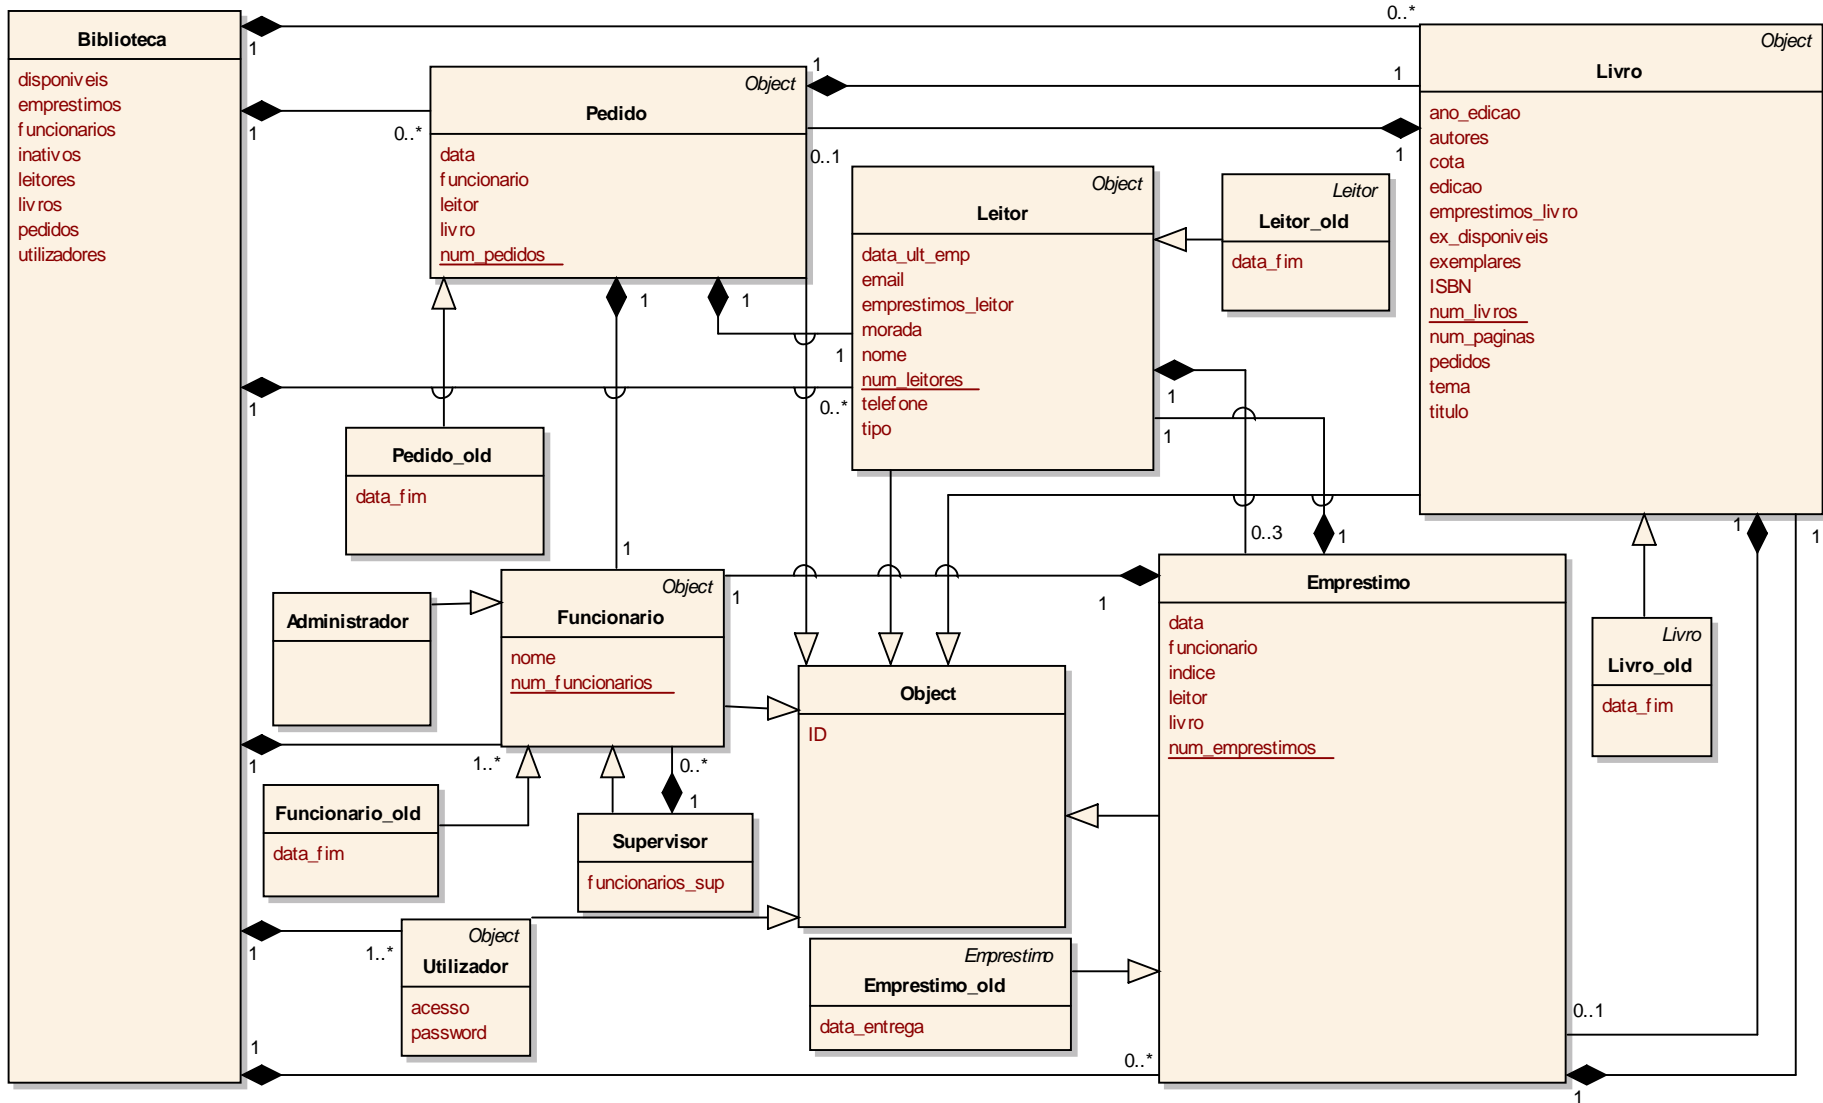 Biblioteca
disponiveis
emprestimos
funcionarios
inativos
leitores
livros
pedidos
utilizadores
1
0..*
1
0..*
1
0..*
1
1..*
1
1..*
1
0..*
Object
Pedido
data
funcionario
leitor
livro
num_pedidos
1
1
0..1
1
1
1
1
1
Object
Leitor
data_ult_emp
email
emprestimos_leitor
morada
nome
num_leitores
telefone
tipo
Leitor
Leitor_old
data_fim
1
0..3
1
1
Object
Livro
ano_edicao
autores
cota
edicao
emprestimos_livro
ex_disponiveis
exemplares
ISBN
num_livros
num_paginas
pedidos
tema
titulo
1
1
Pedido_old
data_fim
Administrador
Object
Funcionario
nome
num_funcionarios
1
1
0..*
1
Funcionario_old
data_fim
Supervisor
funcionarios_sup
Object
Utilizador
acesso
password
Object
ID
Emprestimo
Emprestimo_old
data_entrega
Emprestimo
data
funcionario
indice
leitor
livro
num_emprestimos
0..1
1
Livro
Livro_old
data_fim